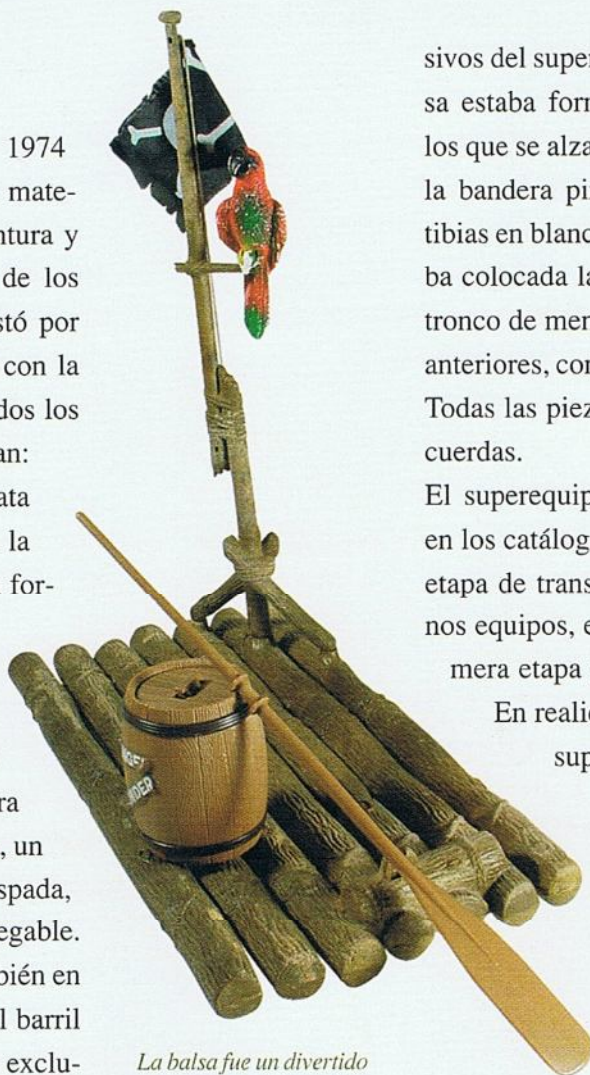 1974
mate-
ntura y
de los
stó por
con la
dos los
an:
ata
la
for-
ra
, un
spada,
egable.
bién en
l barril
exclu-
La balsa fue un divertido
sivos del super
sa estaba forn
los que se alza
la bandera pi
tibias en blanc
ba colocada la
tronco de men
anteriores, con
Todas las piez
cuerdas.
El superequip
en los catálog
etapa de trans
nos equipos, e
mera etapa
En realid
sup